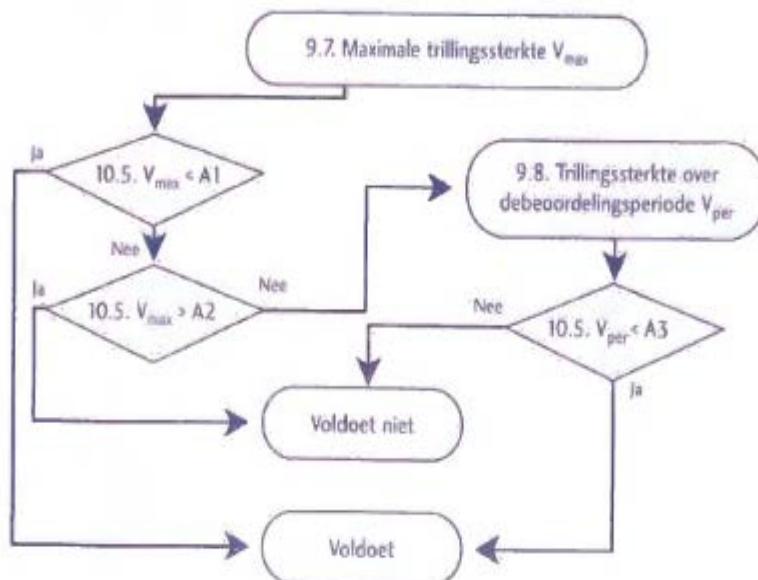 9.7. Maximale trillingssterkte Vmax
Ja
10.5. Vmax < A1
9.8. Trillingssterkte over
debeoordelingsperiode Vper
Nee
Ja
10.5. Vmax > A2
Nee
Nee
10.5. Vper < A3
Ja
Voldoet niet
Voldoet